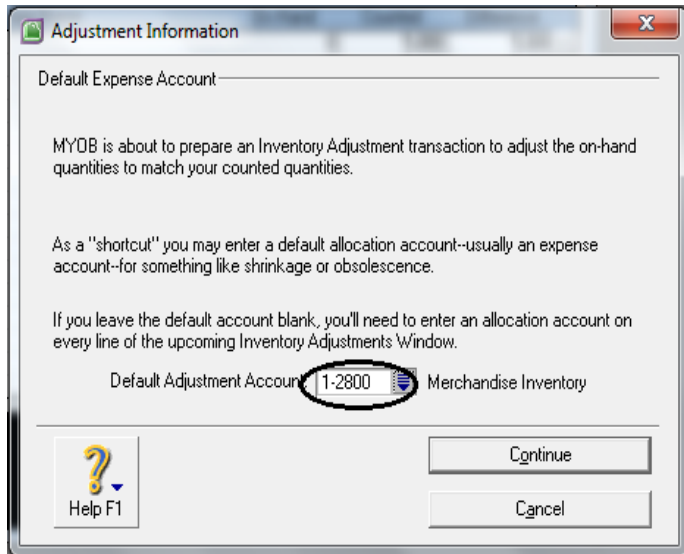 Adjustment Information
Default Expense Account
MYOB is about to prepare an Inventory Adjustment transaction to adjust the on-hand
quantities to match your counted quantities.
As a "shortcut" you may enter a default allocation account--usually an expense
account--for something like shrinkage or obsolescence.
If you leave the default account blank, you'll need to enter an allocation account on
every line of the upcoming Inventory Adjustments Window.
Default Adjustment Account: 1-2800 Merchandise Inventory
Continue
Help F1
Cancel